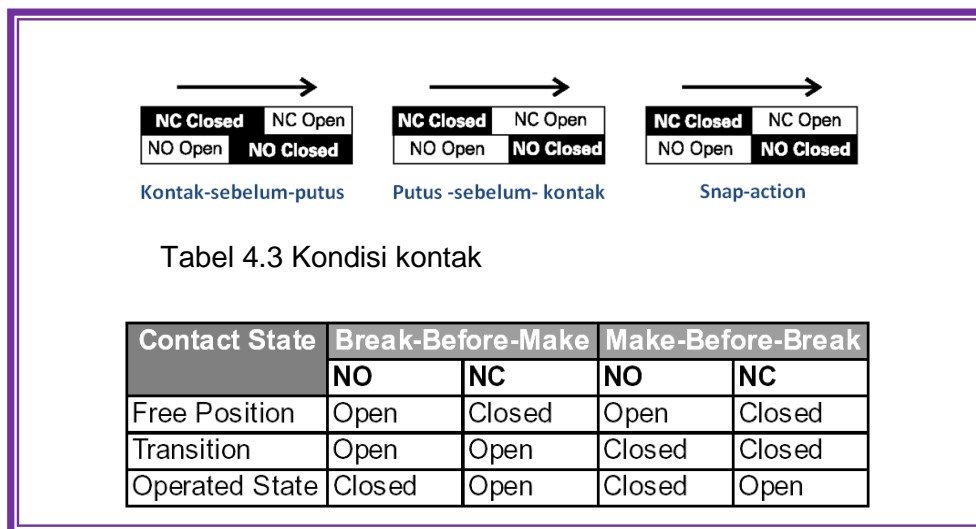 NC Closed NC Open NC Closed NC Open NC Closed NC Open
NO Open NO Closed NO Open NO Closed NO Open NO Closed
Kontak-sebelum-putus Putus -sebelum- kontak Snap-action
Tabel 4.3 Kondisi kontak
Contact State Break-Before-Make Make-Before-Break
NO NC NO NC
Free Position Open Closed Open Closed
Transition Open Open Closed Closed
Operated State Closed Open Closed Open